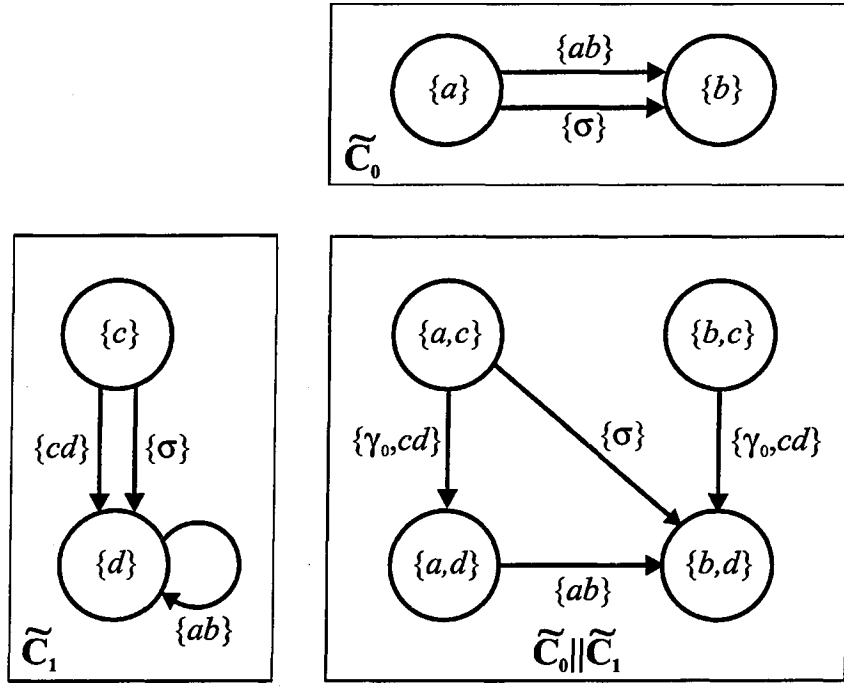 {ab}
{a} {b}
{σ}
C̃₀
{c} {a,c} {b,c}
{cd} {σ} {γ₀,cd} {σ} {γ₀,cd}
{d} {a,d} {b,d}
{ab} {ab}
C̃₁ C̃₀||C̃₁